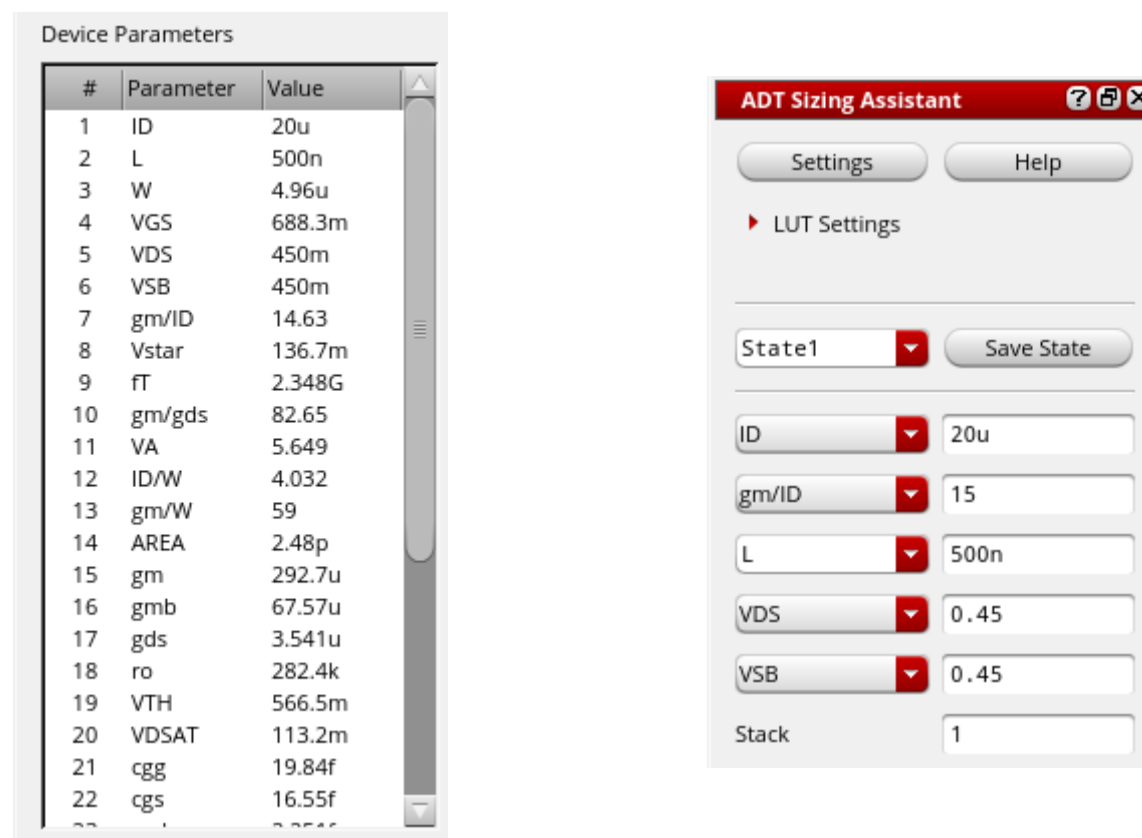 Device Parameters
# Parameter Value
1 ID 20u
2 L 500n
3 W 4.96u
4 VGS 688.3m
5 VDS 450m
6 VSB 450m
7 gm/ID 14.63
8 Vstar 136.7m
9 fT 2.348G
10 gm/gds 82.65
11 VA 5.649
12 ID/W 4.032
13 gm/W 59
14 AREA 2.48p
15 gm 292.7u
16 gmb 67.57u
17 gds 3.541u
18 ro 282.4k
19 VTH 566.5m
20 VDSAT 113.2m
21 cgg 19.84f
22 cgs 16.55f
ADT Sizing Assistant
Settings Help
LUT Settings
State1 Save State
ID 20u
gm/ID 15
L 500n
VDS 0.45
VSB 0.45
Stack 1